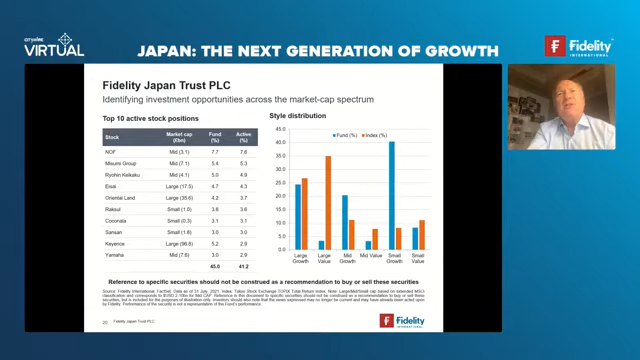 CITYWIRE
VIRTUAL
JAPAN: THE NEXT GENERATION OF GROWTH
Fidelity
INTERNATIONAL
Fidelity Japan Trust PLC
Identifying investment opportunities across the market-cap spectrum
Top 10 active stock positions
Stock Market cap (£bn) Fund (%) Active (%)
NOF Mid (3.1) 7.7 7.6
Misumi Group Mid (7.1) 5.4 5.3
Ryohin Keikaku Mid (4.1) 5.0 4.9
Eisai Large (17.5) 4.7 4.3
Oriental Land Large (35.6) 4.2 3.7
Raksul Small (1.0) 3.6 3.6
Coconala Small (0.3) 3.1 3.1
Sansan Small (1.8) 3.0 3.0
Keyence Large (96.8) 5.2 2.9
Yamaha Mid (7.6) 3.0 2.9
45.0 41.2
Style distribution
Fund (%) Index (%)
45.0
40.0
35.0
30.0
25.0
20.0
15.0
10.0
5.0
0.0
Large Growth Large Value Mid Growth Mid Value Small Growth Small Value
Reference to specific securities should not be construed as a recommendation to buy or sell these securities
Fidelity Japan Trust PLC
Fidelity
INTERNATIONAL